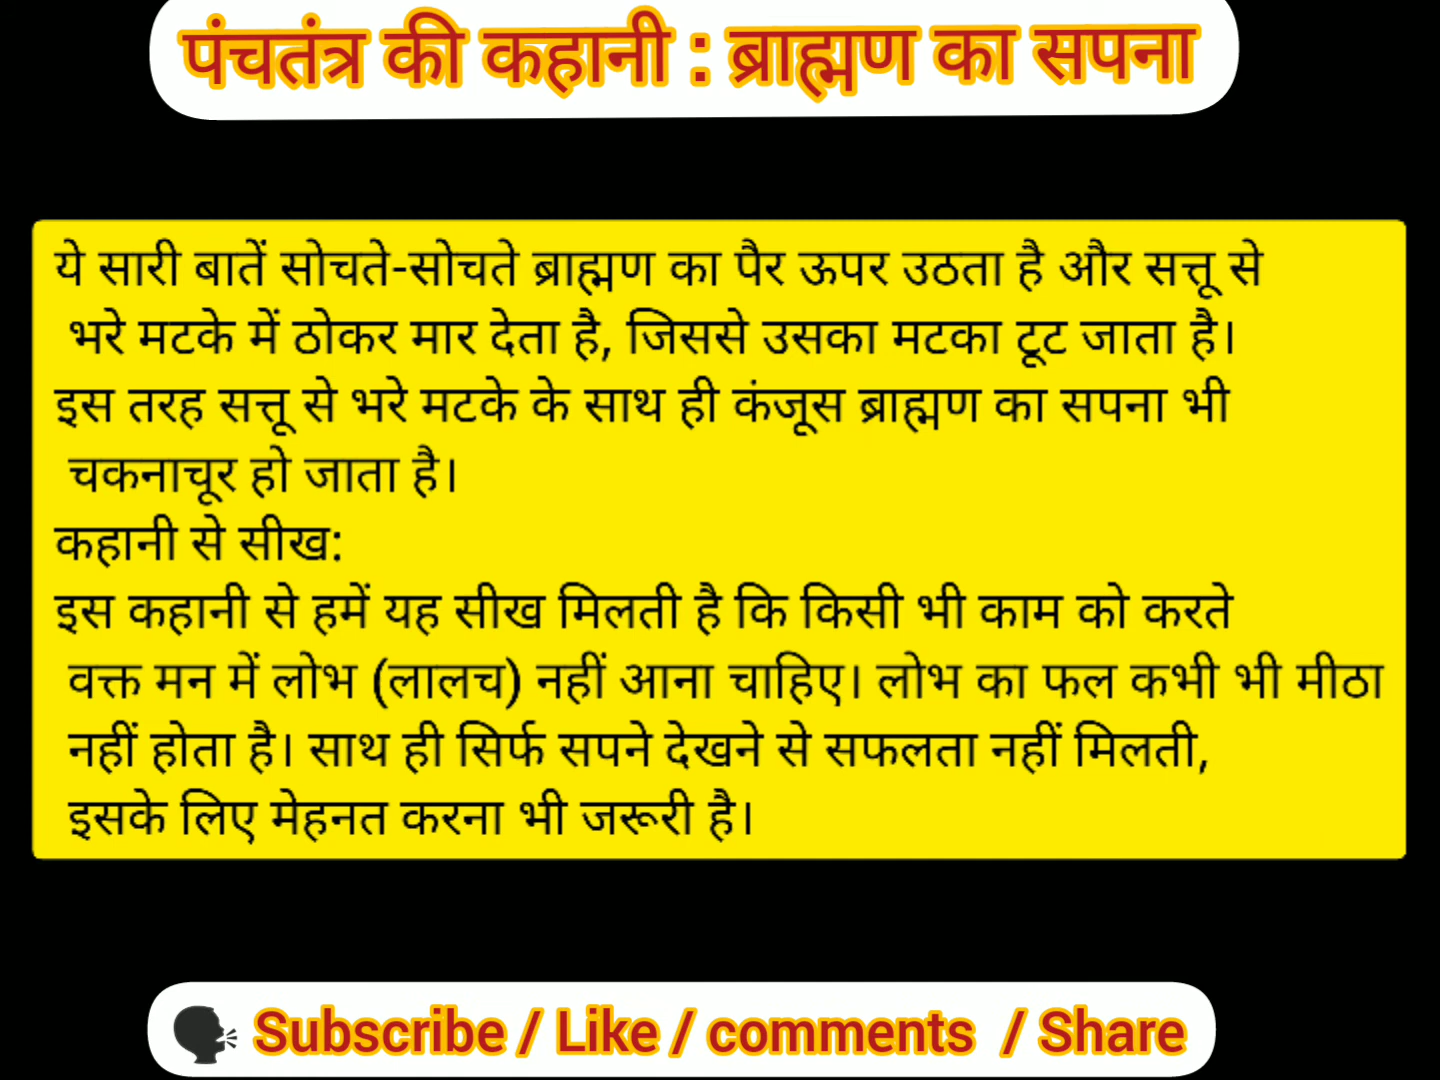 पंचतंत्र की कहानी : ब्राह्मण का सपना
ये सारी बातें सोचते-सोचते ब्राह्मण का पैर ऊपर उठता है और सत्तू से
भरे मटके में ठोकर मार देता है, जिससे उसका मटका टूट जाता है।
इस तरह सत्तू से भरे मटके के साथ ही कंजूस ब्राह्मण का सपना भी
चकनाचूर हो जाता है।
कहानी से सीख:
इस कहानी से हमें यह सीख मिलती है कि किसी भी काम को करते
वक्त मन में लोभ (लालच) नहीं आना चाहिए। लोभ का फल कभी भी मीठा
नहीं होता है। साथ ही सिर्फ सपने देखने से सफलता नहीं मिलती,
इसके लिए मेहनत करना भी जरूरी है।
Subscribe / Like / comments / Share